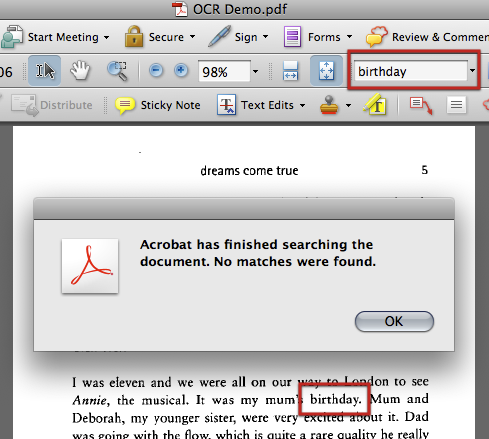 OCR Demo.pdf
Start Meeting Secure Sign Forms Review & Commen
06 98% birthday
Distribute Sticky Note Text Edits
dreams come true 5
Acrobat has finished searching the
document. No matches were found.
OK
I was eleven and we were all on our way to London to see
Annie, the musical. It was my mum's birthday. Mum and
Deborah, my younger sister, were very excited about it. Dad
was going with the flow, which is quite a rare quality he really